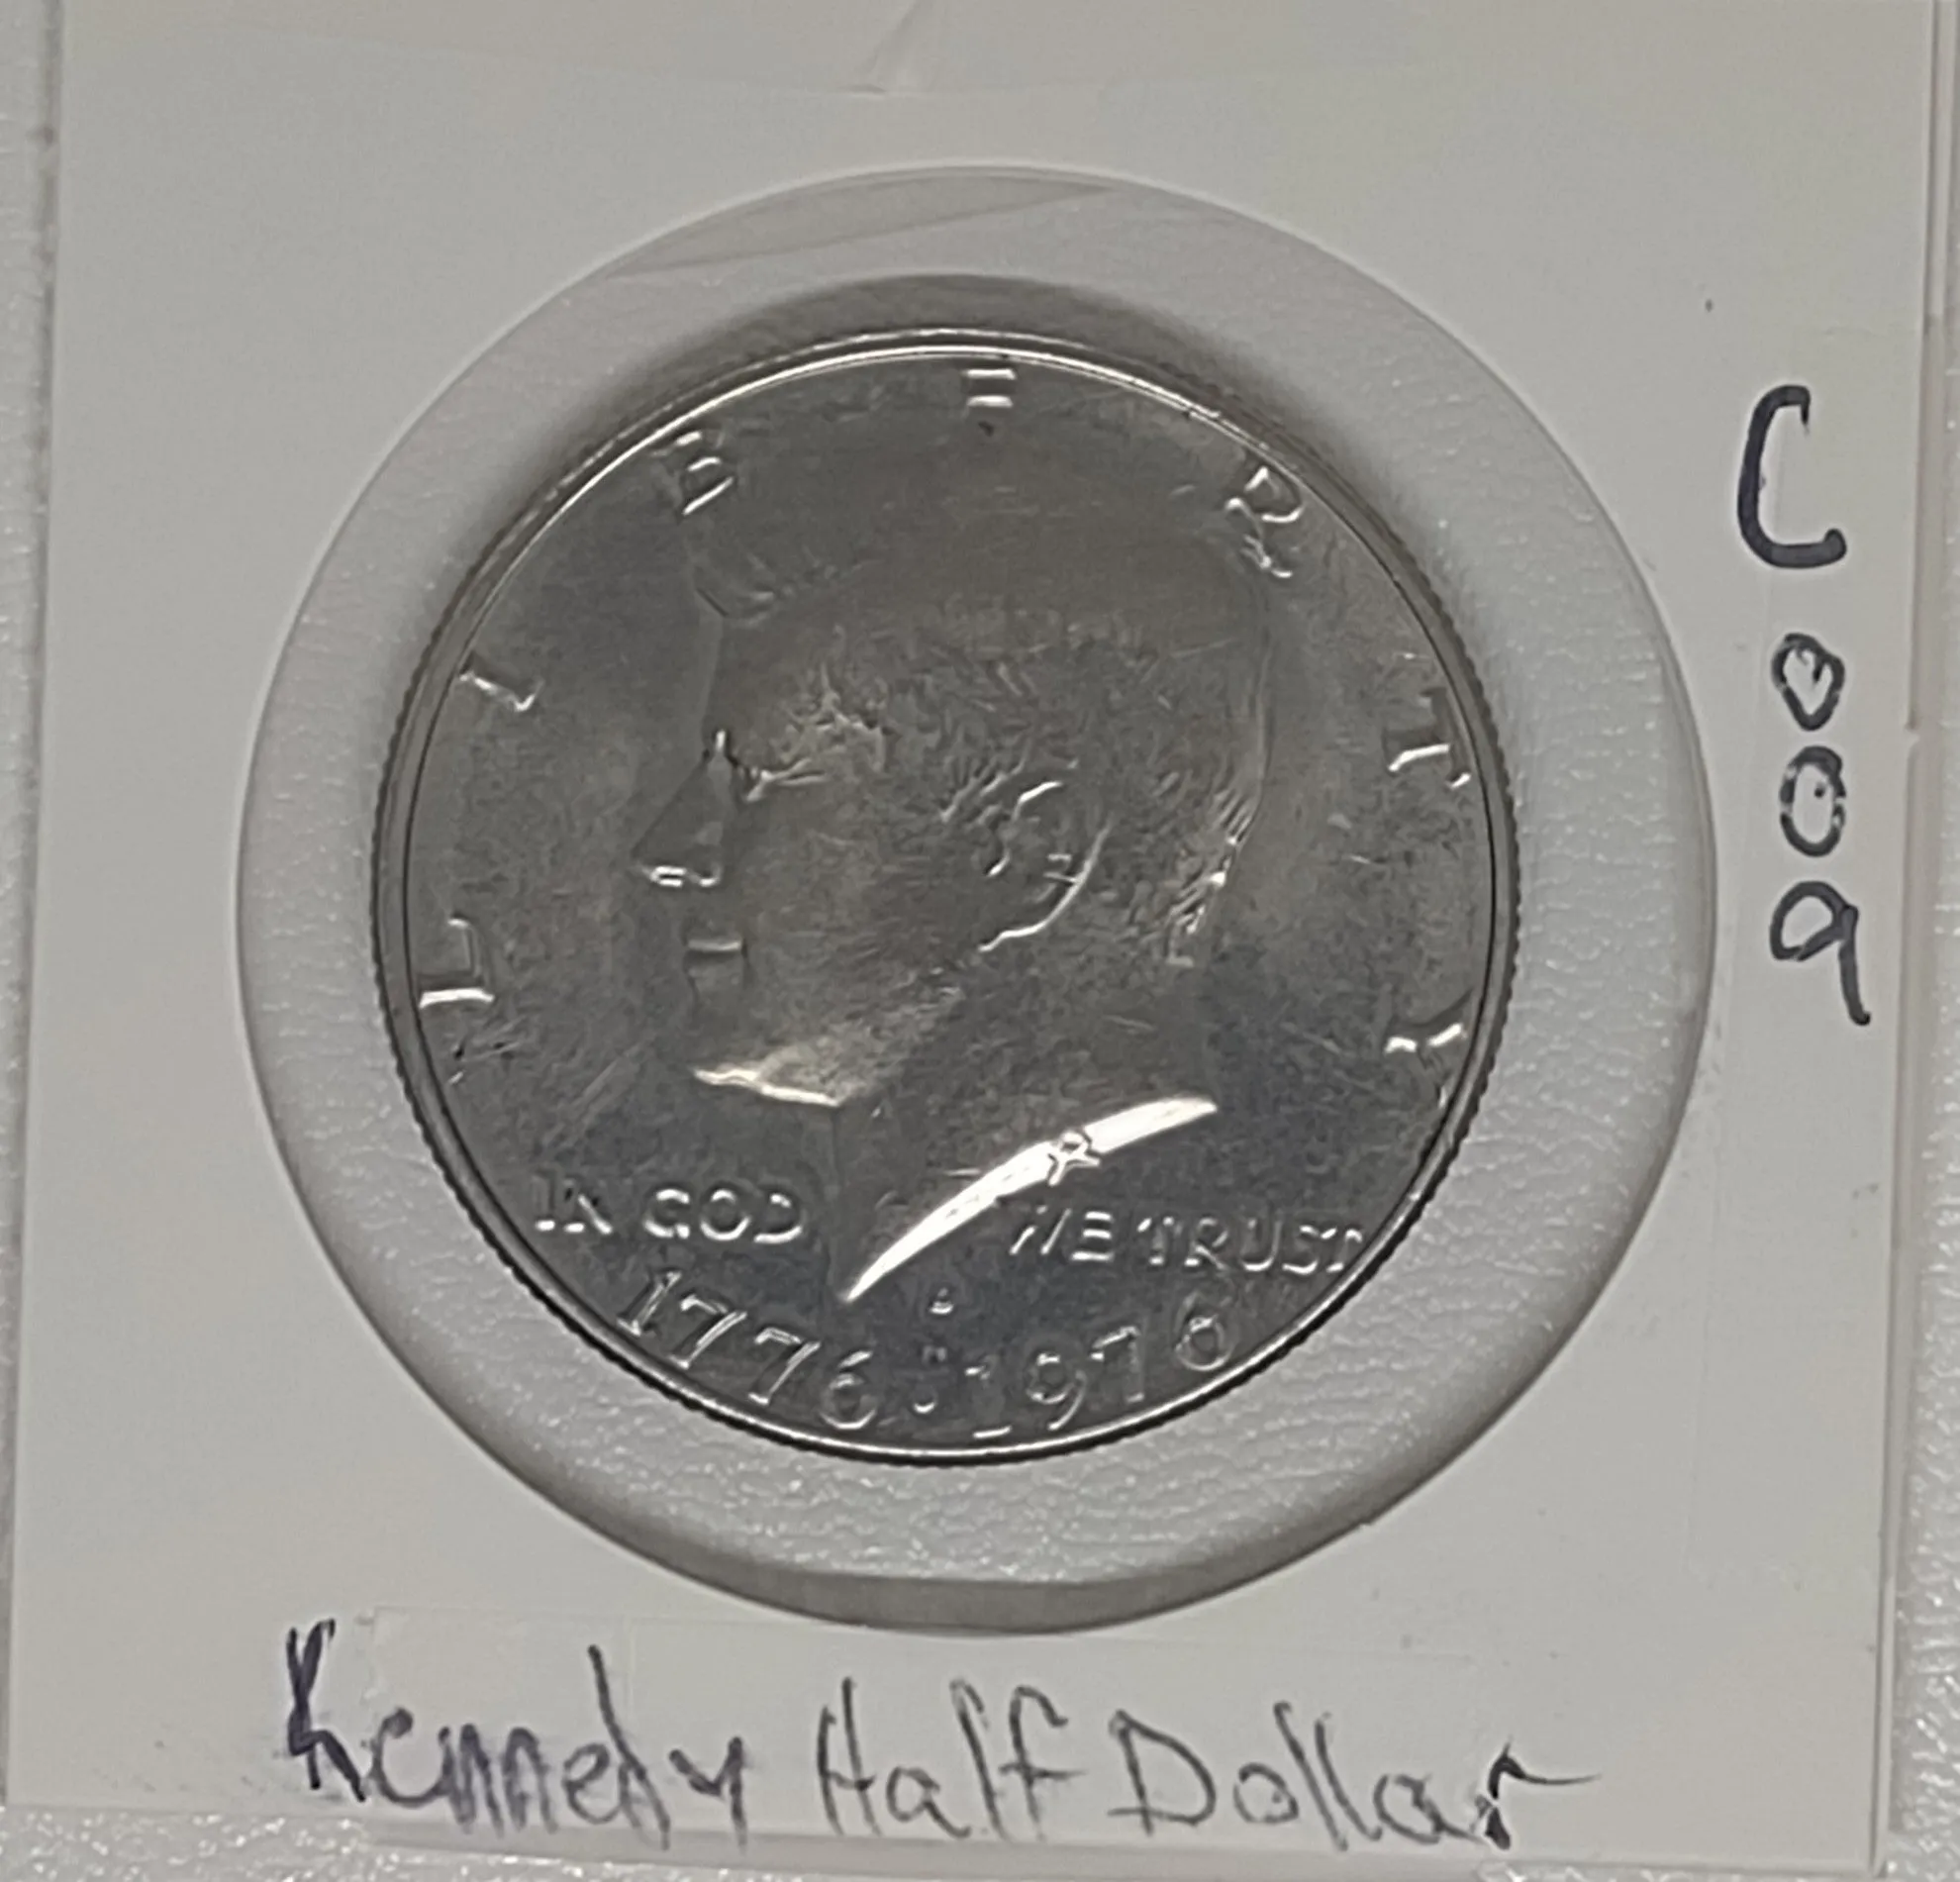 LIBERTY
IN GOD WE TRUST
1776·1976
C009
Kennedy Half Dollar